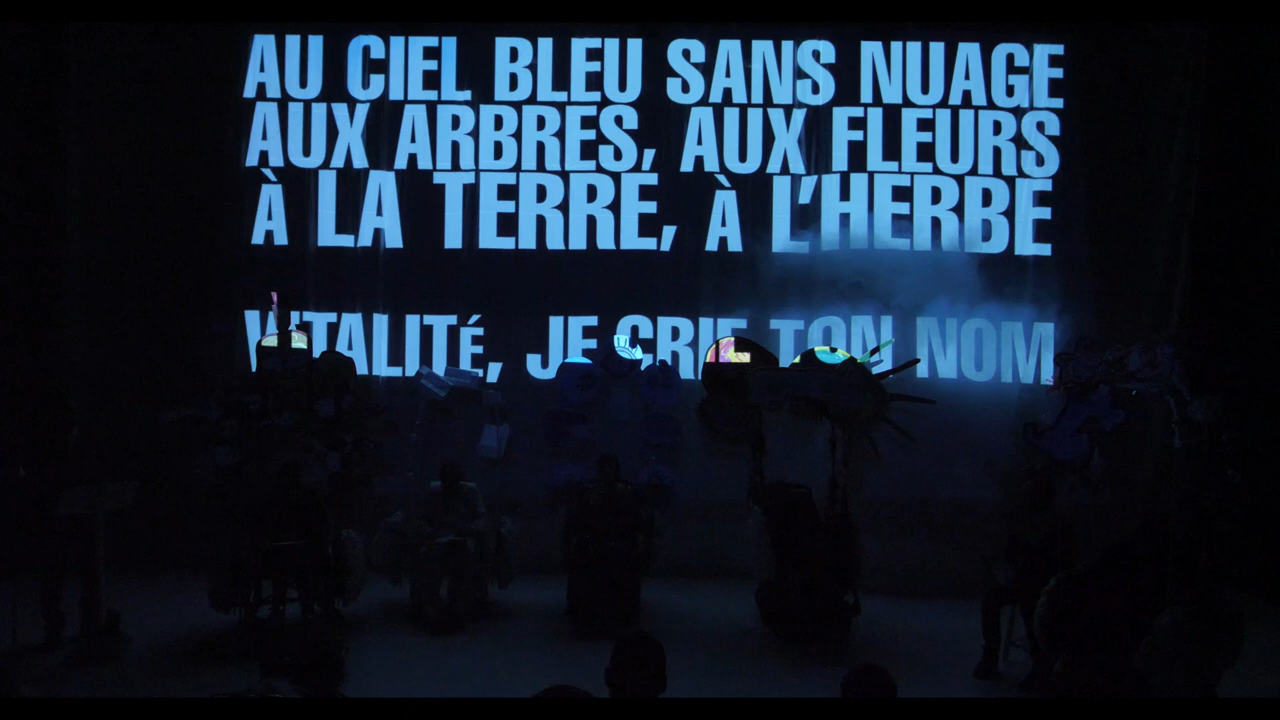 AU CIEL BLEU SANS NUAGE
AUX ARBRES, AUX FLEURS
À LA TERRE, À L'HERBE
VITALITé, JE CRIE TON NOM